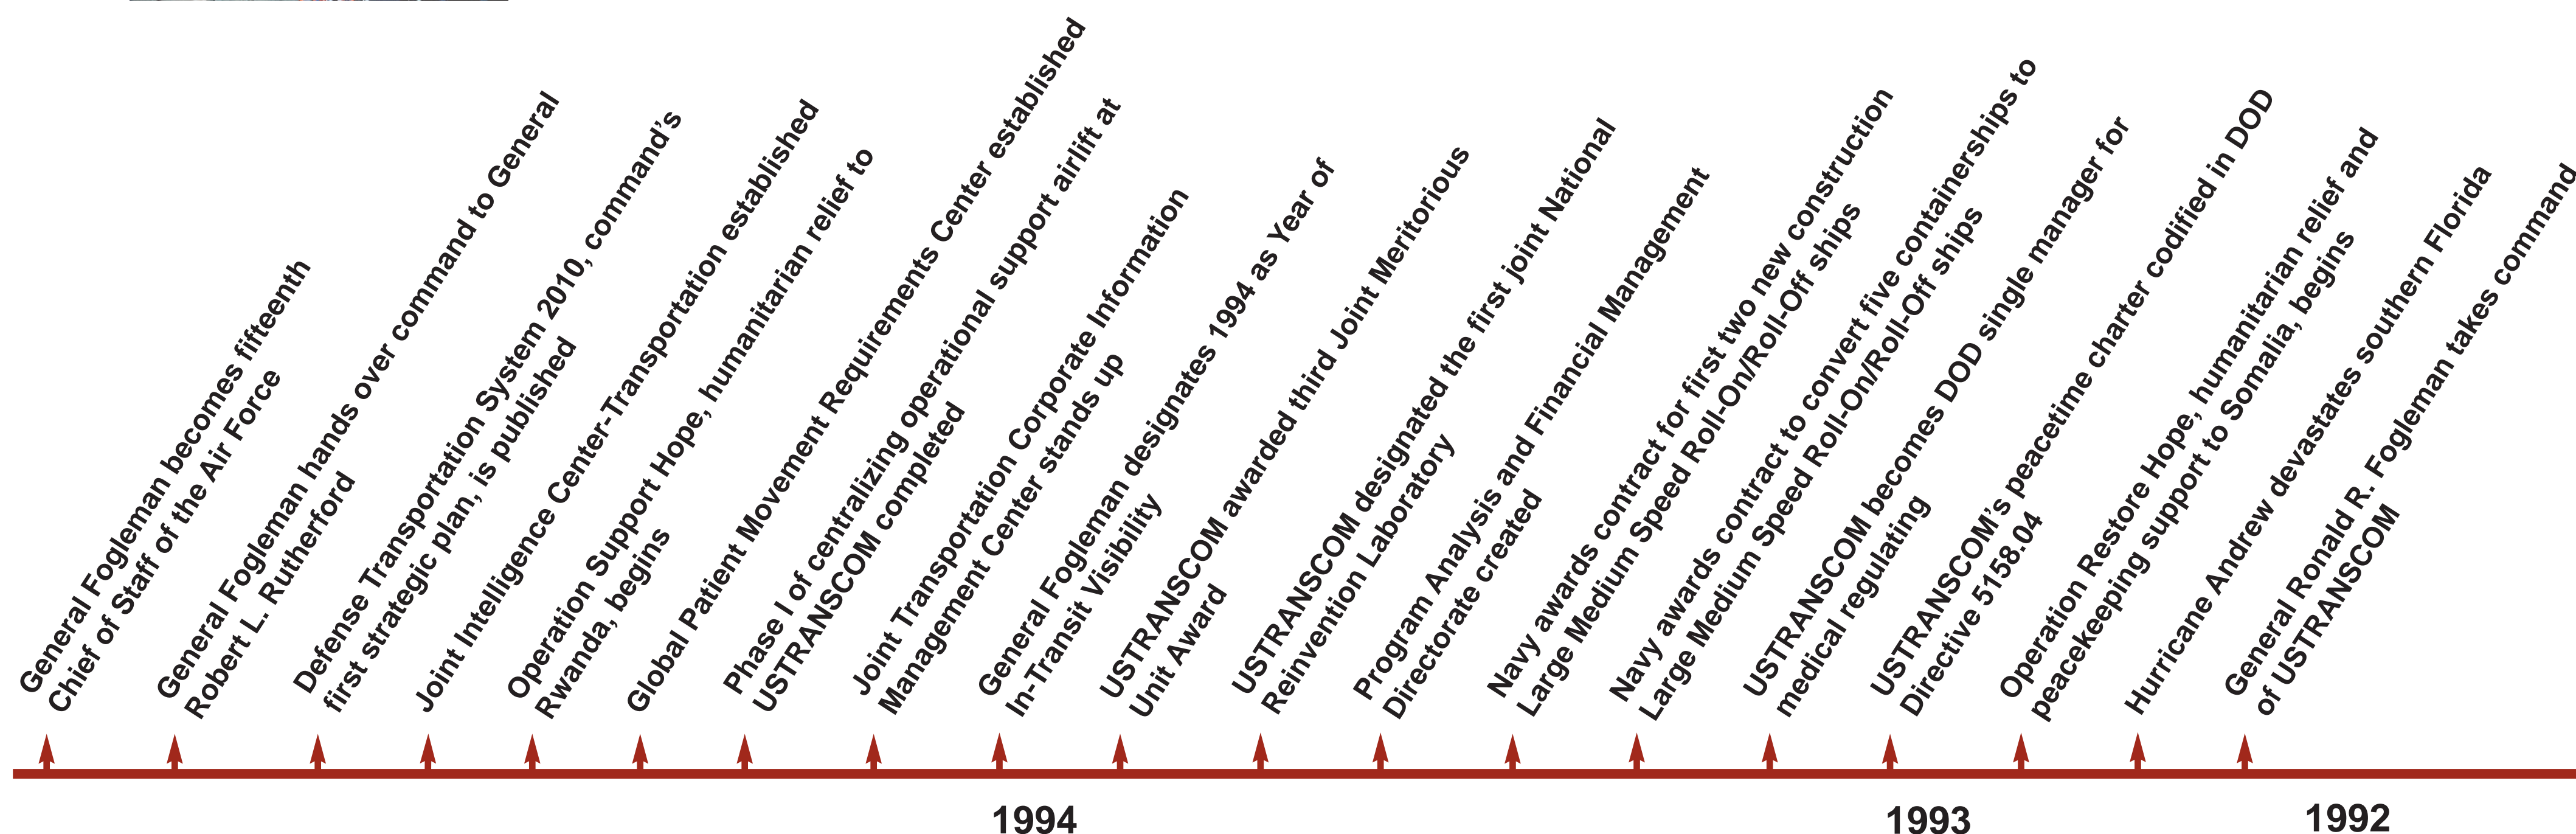 General Fogleman becomes fifteenth
Chief of Staff of the Air Force
General Fogleman hands over command to General
Robert L. Rutherford
Defense Transportation System 2010, command’s
first strategic plan, is published
Joint Intelligence Center-Transportation established
Operation Support Hope, humanitarian relief to
Rwanda, begins
Global Patient Movement Requirements Center established
Phase I of centralizing operational support airlift at
USTRANSCOM completed
Joint Transportation Corporate Information
Management Center stands up
General Fogleman designates 1994 as Year of
In-Transit Visibility
USTRANSCOM awarded third Joint Meritorious
Unit Award
USTRANSCOM designated the first joint National
Reinvention Laboratory
Program Analysis and Financial Management
Directorate created
Navy awards contract for first two new construction
Large Medium Speed Roll-On/Roll-Off ships
Navy awards contract to convert five containerships to
Large Medium Speed Roll-On/Roll-Off ships
USTRANSCOM becomes DOD single manager for
medical regulating
USTRANSCOM’s peacetime charter codified in DOD
Directive 5158.04
Operation Restore Hope, humanitarian relief and
peacekeeping support to Somalia, begins
Hurricane Andrew devastates southern Florida
General Ronald R. Fogleman takes command
of USTRANSCOM
1994
1993
1992